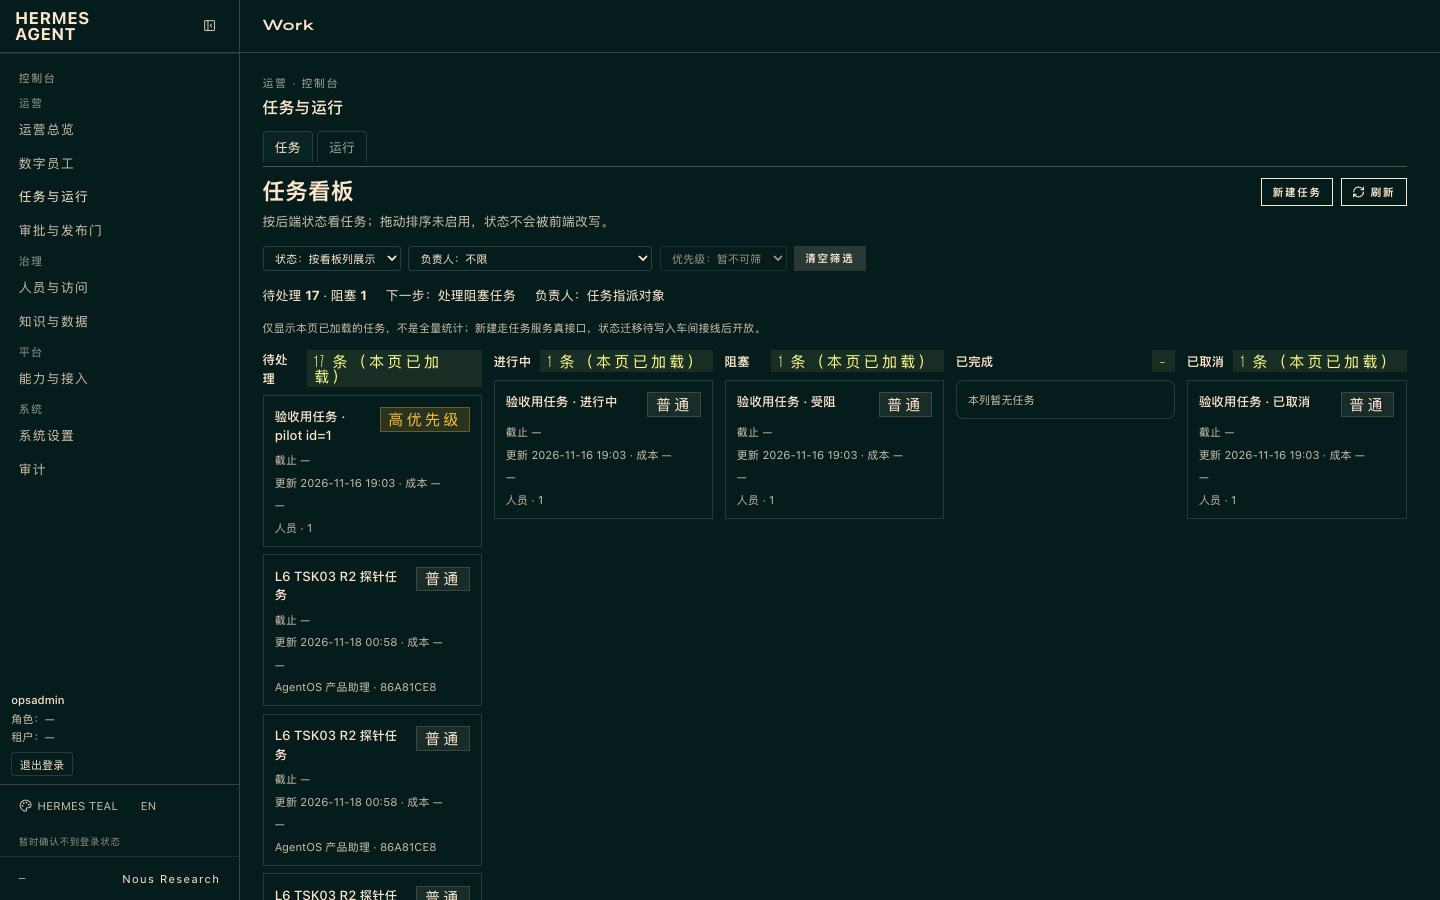 HERMES
AGENT
Work
控制台
运营
运营总览
数字员工
任务与运行
审批与发布门
治理
人员与访问
知识与数据
平台
能力与接入
系统
系统设置
审计
opsadmin
角色：—
租户：—
退出登录
HERMES TEAL EN
暂时确认不到登录状态
— Nous Research
运营 · 控制台
任务与运行
任务 运行
任务看板
新建任务 刷新
按后端状态看任务；拖动排序未启用，状态不会被前端改写。
状态：按看板列展示 负责人：不限 优先级：暂不可筛 清空筛选
待处理 17 · 阻塞 1 下一步：处理阻塞任务 负责人：任务指派对象
仅显示本页已加载的任务，不是全量统计；新建走任务服务真接口，状态迁移待写入车间接线后开放。
待处
理
17 条（本页已加
载）
验收用任务 ·
pilot id=1
高优先级
截止 —
更新 2026-11-16 19:03 · 成本 —
—
人员 · 1
L6 TSK03 R2 探针任
务
普通
截止 —
更新 2026-11-18 00:58 · 成本 —
—
AgentOS 产品助理 · 86A81CE8
L6 TSK03 R2 探针任
务
普通
截止 —
更新 2026-11-18 00:58 · 成本 —
—
AgentOS 产品助理 · 86A81CE8
L6 TSK03 R2 探针任
普通
进行中 1 条（本页已加载）
验收用任务 · 进行中 普通
截止 —
更新 2026-11-16 19:03 · 成本 —
—
人员 · 1
阻塞 1 条（本页已加载）
验收用任务 · 受阻 普通
截止 —
更新 2026-11-16 19:03 · 成本 —
—
人员 · 1
已完成 -
本列暂无任务
已取消 1 条（本页已加载）
验收用任务 · 已取消 普通
截止 —
更新 2026-11-16 19:03 · 成本 —
—
人员 · 1